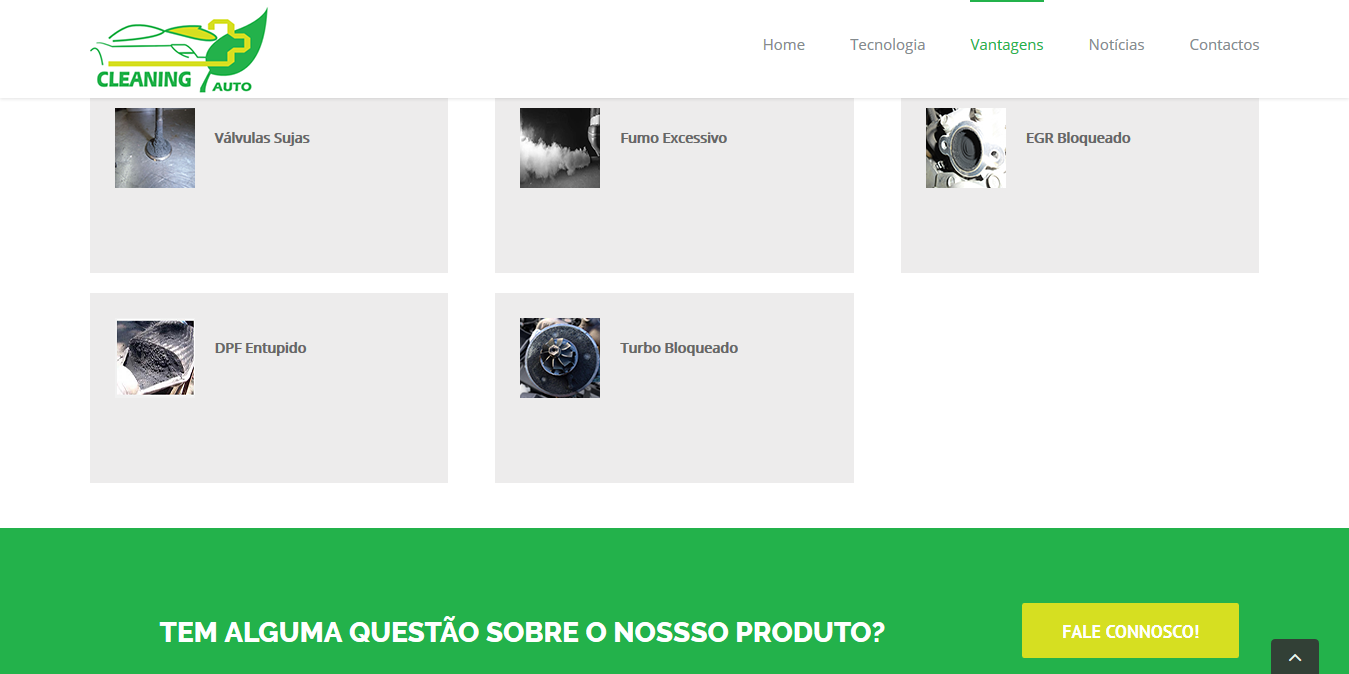 CLEANING
AUTO
Home
Tecnologia
Vantagens
Notícias
Contactos
Válvulas Sujas
Fumo Excessivo
EGR Bloqueado
DPF Entupido
Turbo Bloqueado
TEM ALGUMA QUESTÃO SOBRE O NOSSSO PRODUTO?
FALE CONNOSCO!